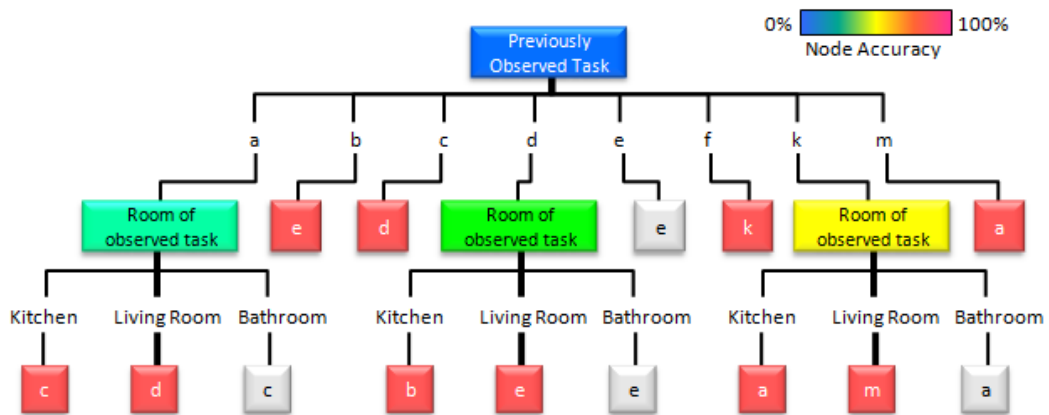 0% 100%
Node Accuracy
Previously
Observed Task
a b c d e f k m
Room of
observed task
e
d
Room of
observed task
e
k
Room of
observed task
a
Kitchen Living Room Bathroom Kitchen Living Room Bathroom Kitchen Living Room Bathroom
c d c b e e a m a